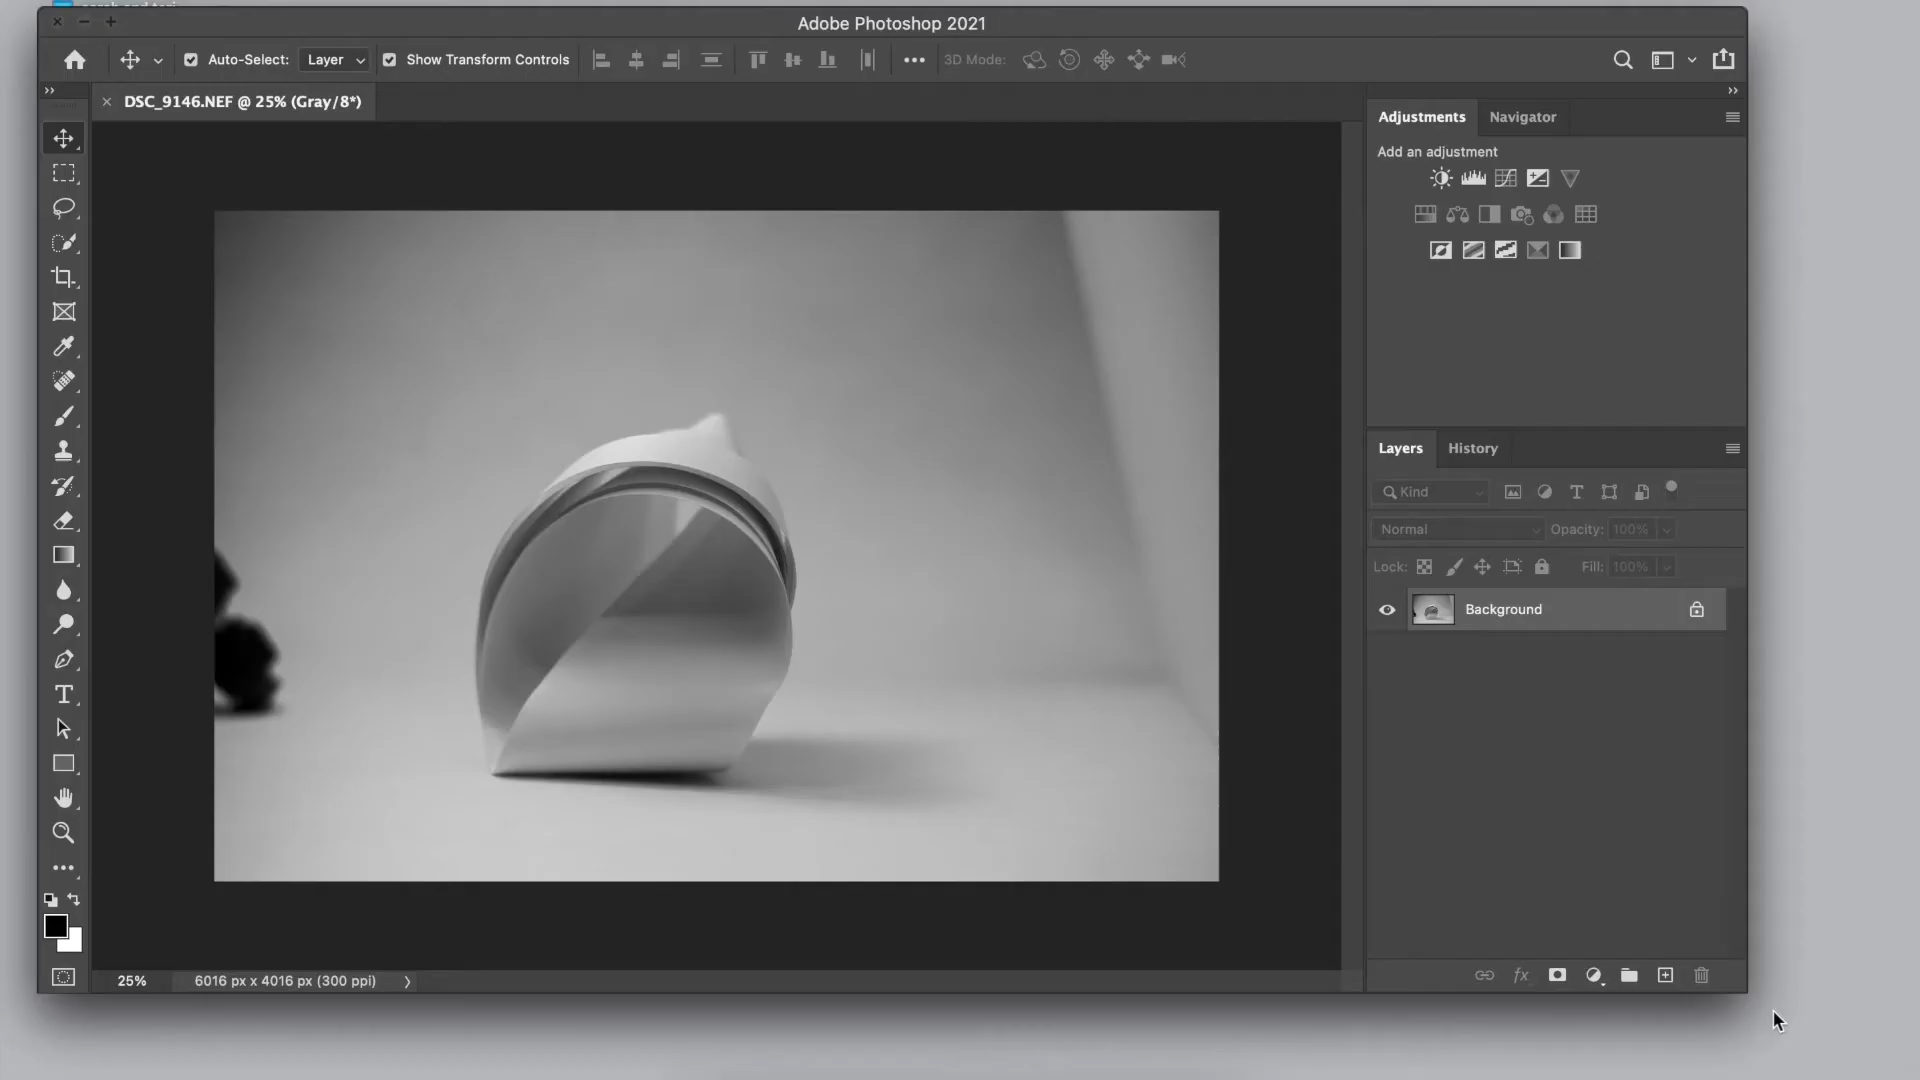 Adobe Photoshop 2021
Auto-Select: Layer Show Transform Controls 3D Mode:
DSC_9146.NEF @ 25% (Gray/8*)
Adjustments Navigator
Add an adjustment
Layers History
Kind
Normal Opacity: 100%
Lock: Fill: 100%
Background
fx
25% 6016 px x 4016 px (300 ppi)